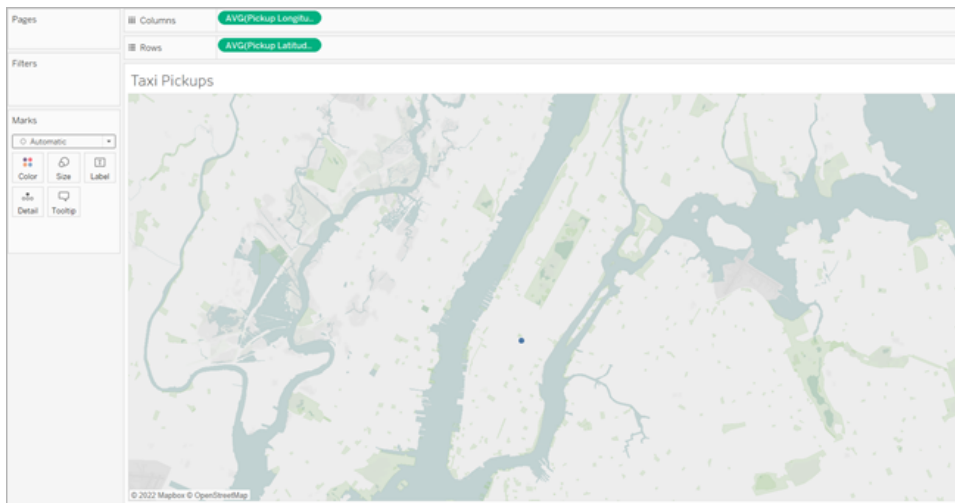 Pages
Columns
AVG(Pickup Longitu..
Rows
AVG(Pickup Latitud..
Filters
Taxi Pickups
Marks
Automatic
Color
Size
Label
Detail
Tooltip
© 2022 Mapbox © OpenStreetMap